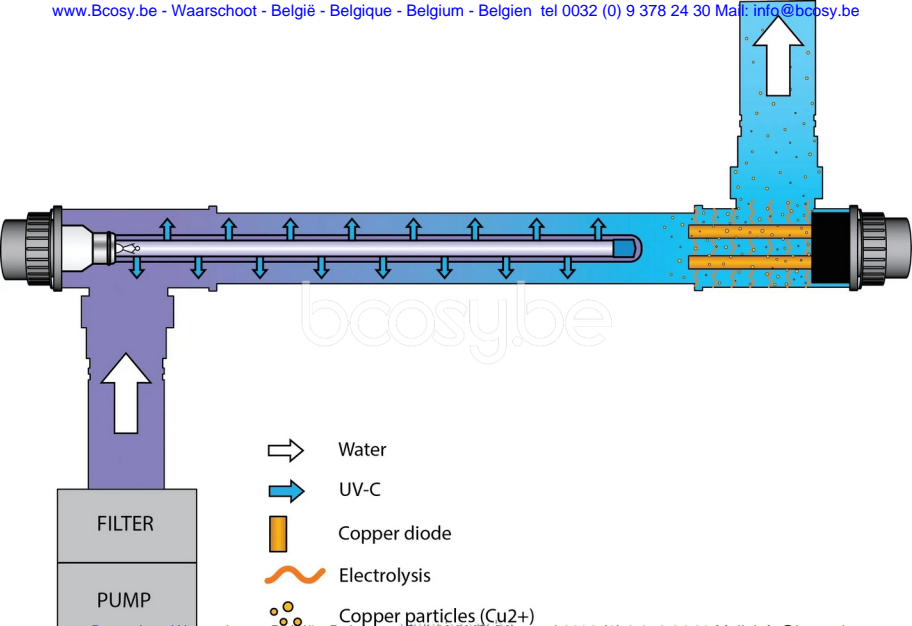 www.Bcosy.be - Waarschoot - België - Belgique - Belgium - Belgien tel 0032 (0) 9 378 24 30 Mail: info@bcosy.be
bcosy.be
Water
UV-C
FILTER
Copper diode
Electrolysis
PUMP
Copper particles (Cu2+)